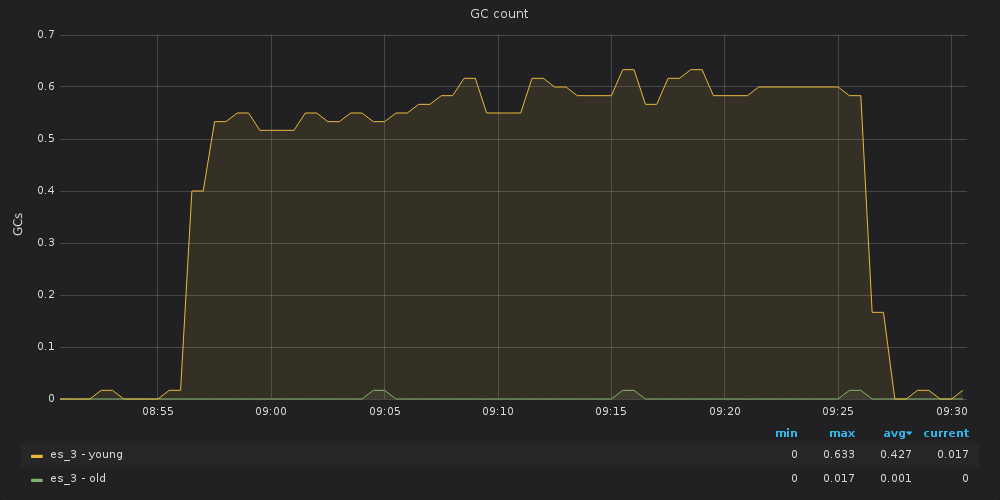 GC count
0.7
0.6
0.5
0.4
0.3
0.2
0.1
0
GCs
08:55 09:00 09:05 09:10 09:15 09:20 09:25 09:30
min max avg▾ current
es_3 - young 0 0.633 0.427 0.017
es_3 - old 0 0.017 0.001 0